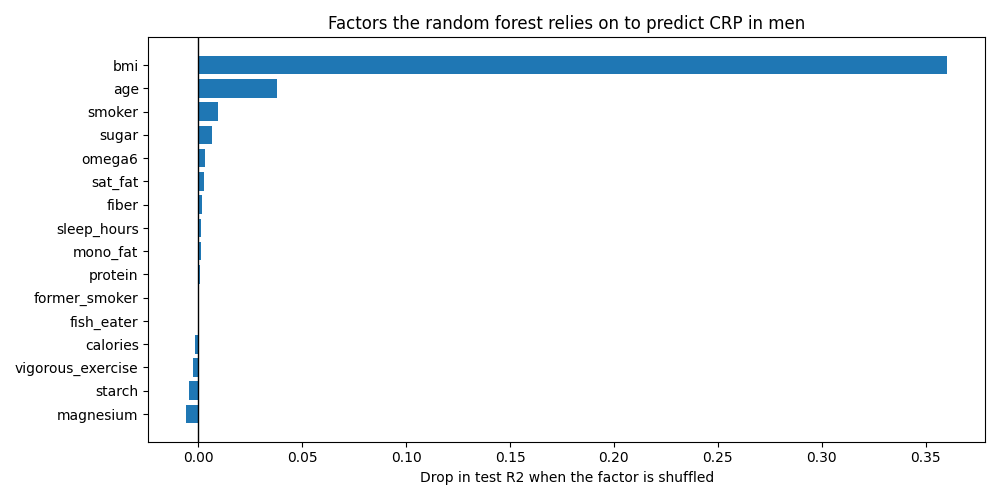 Factors the random forest relies on to predict CRP in men
bmi
age
smoker
sugar
omega6
sat_fat
fiber
sleep_hours
mono_fat
protein
former_smoker
fish_eater
calories
vigorous_exercise
starch
magnesium
0.00 0.05 0.10 0.15 0.20 0.25 0.30 0.35
Drop in test R2 when the factor is shuffled